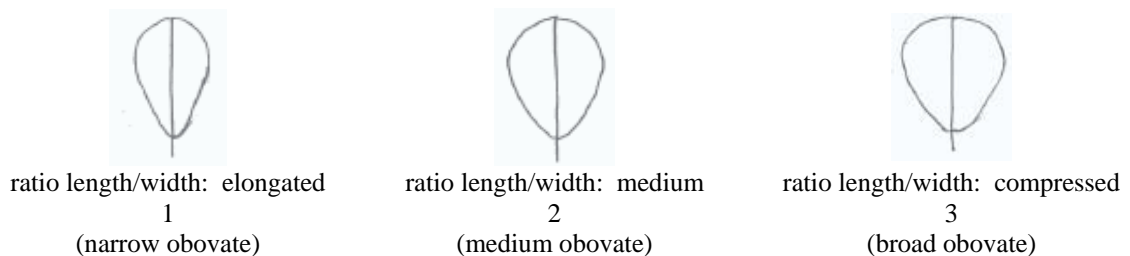 ratio length/width: elongated
1
(narrow obovate)
ratio length/width: medium
2
(medium obovate)
ratio length/width: compressed
3
(broad obovate)